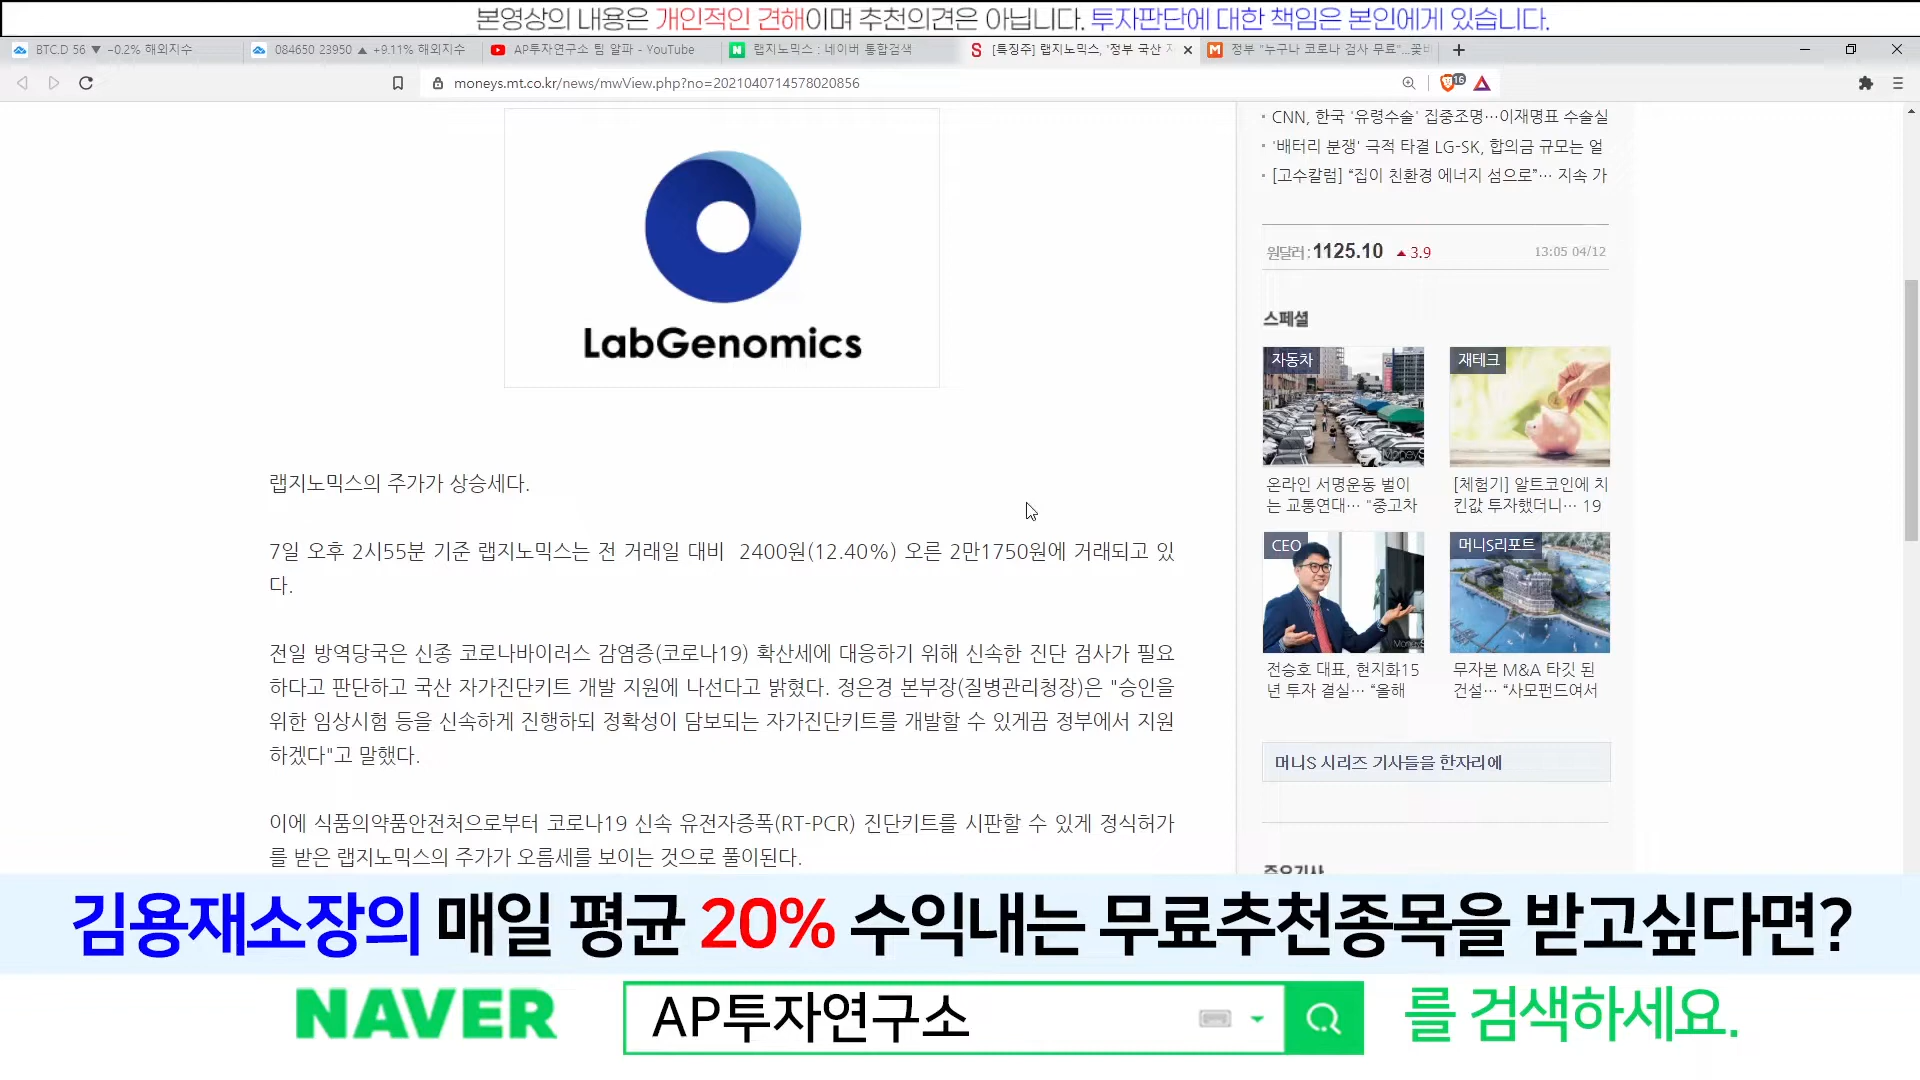 본영상의 내용은 개인적인 견해이며 추천의견은 아닙니다. 투자판단에 대한 책임은 본인에게 있습니다.
BTC.D 56 ▼ -0.2% 해외지수
084650 23950 ▲ +9.11% 해외지수
AP투자연구소 팀 알파 - YouTube
랩지노믹스 : 네이버 통합검색
[특징주] 랩지노믹스, '정부 국산
정부 "누구나 코로나 검사 무료"...꽃
moneys.mt.co.kr/news/mwView.php?no=2021040714578020856
16
LabGenomics
랩지노믹스의 주가가 상승세다.
7일 오후 2시55분 기준 랩지노믹스는 전 거래일 대비 2400원(12.40%) 오른 2만1750원에 거래되고 있
다.
전일 방역당국은 신종 코로나바이러스 감염증(코로나19) 확산세에 대응하기 위해 신속한 진단 검사가 필요
하다고 판단하고 국산 자가진단키트 개발 지원에 나선다고 밝혔다. 정은경 본부장(질병관리청장)은 "승인을
위한 임상시험 등을 신속하게 진행하되 정확성이 담보되는 자가진단키트를 개발할 수 있게끔 정부에서 지원
하겠다"고 말했다.
이에 식품의약품안전처으로부터 코로나19 신속 유전자증폭(RT-PCR) 진단키트를 시판할 수 있게 정식허가
를 받은 랩지노믹스의 주가가 오름세를 보이는 것으로 풀이된다.
CNN, 한국 '유령수술' 집중조명…이재명표 수술실
'배터리 분쟁' 극적 타결 LG-SK, 합의금 규모는 얼
[고수칼럼] “집이 친환경 에너지 섬으로”… 지속 가
원달러 : 1125.10 ▲ 3.9 13:05 04/12
스페셜
자동차
온라인 서명운동 벌이
는 교통연대… “중고차
재테크
[체험기] 알트코인에 치
킨값 투자했더니… 19
CEO
전승호 대표, 현지화15
년 투자 결실… “올해
머니S리포트
무자본 M&A 타깃 된
건설… “사모펀드여서
머니S 시리즈 기사들을 한자리에
주요기사
김용재소장의 매일 평균 20% 수익내는 무료추천종목을 받고싶다면?
NAVER AP투자연구소 를 검색하세요.